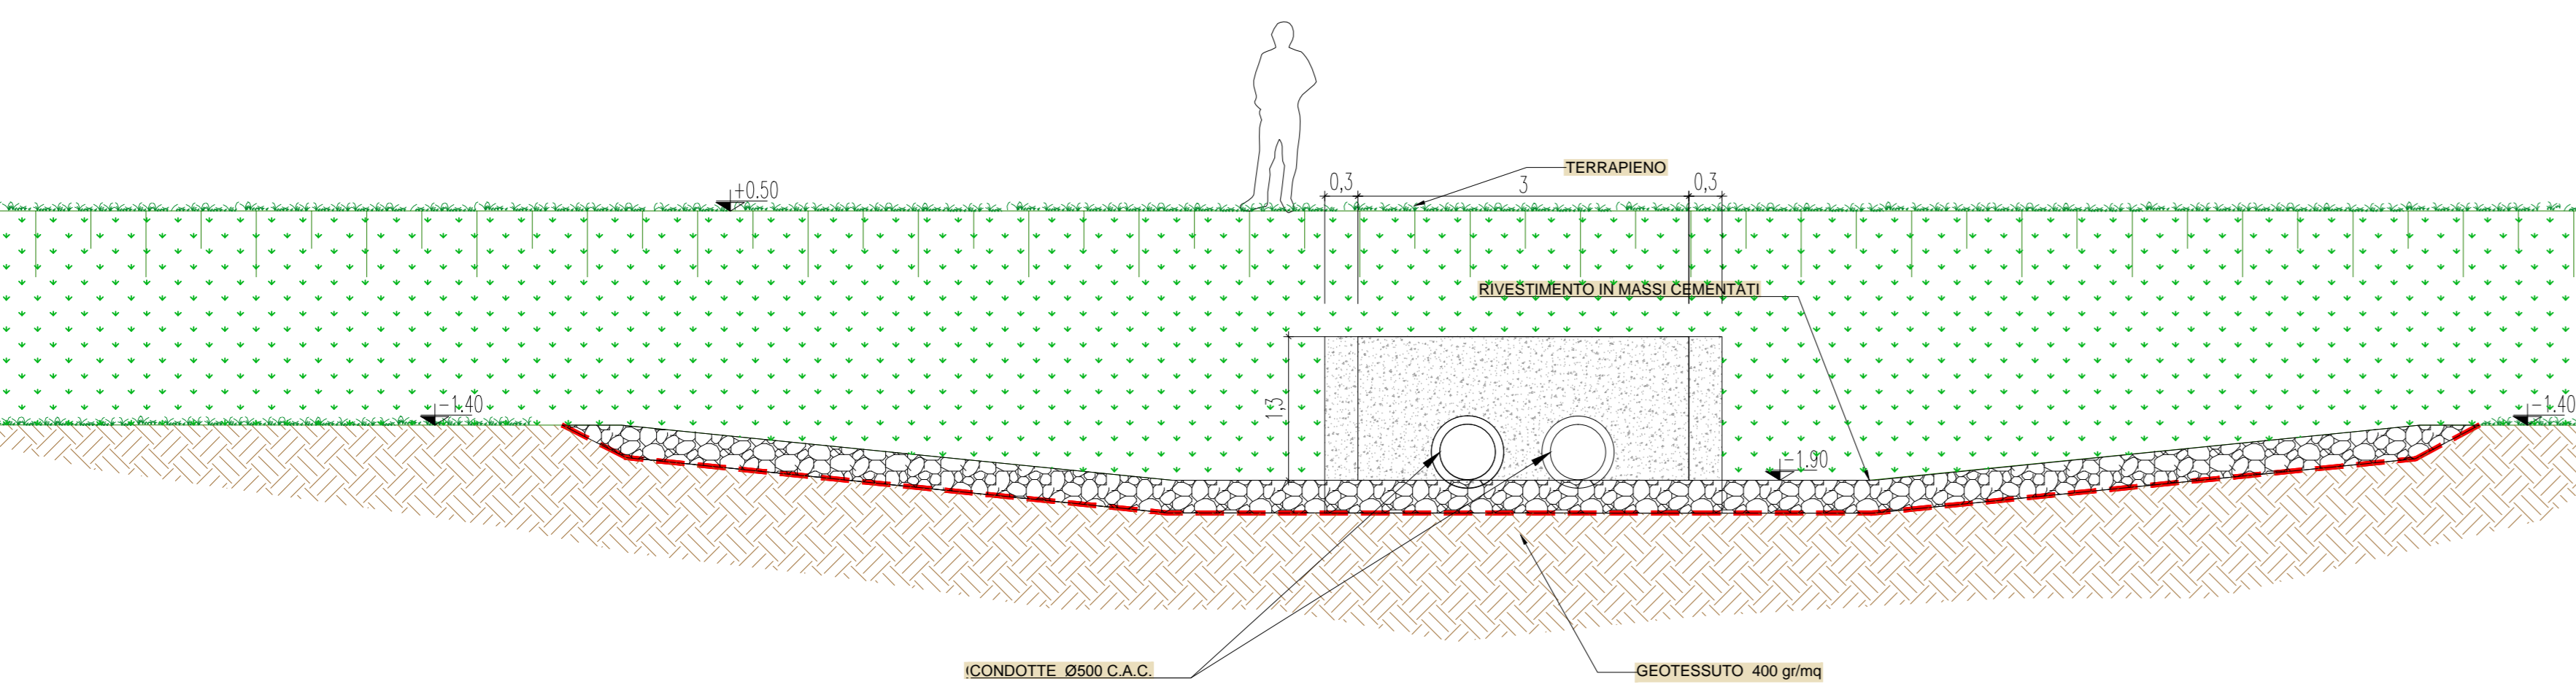 TERRAPIENO
0,3
3
0,3
+0.50
RIVESTIMENTO IN MASSI CEMENTATI
1,3
-1.40
-1.40
-1.90
CONDOTTE Ø500 C.A.C.
GEOTESSUTO 400 gr/mq